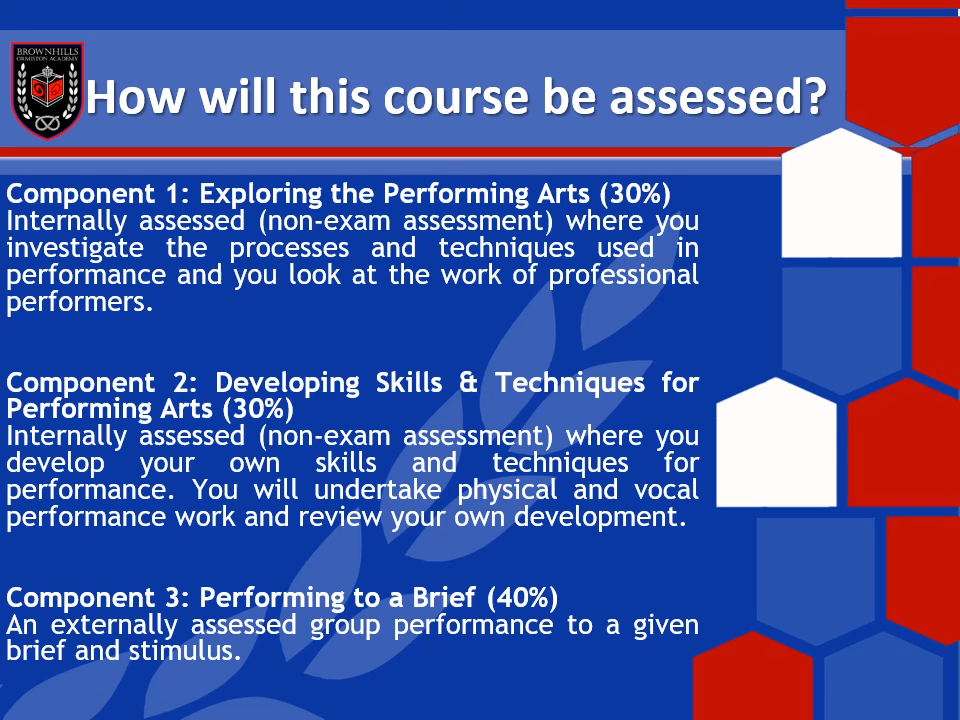 BROWNHILLS
ORMISTON ACADEMY
How will this course be assessed?
Component 1: Exploring the Performing Arts (30%)
Internally assessed (non-exam assessment) where you
investigate the processes and techniques used in
performance and you look at the work of professional
performers.
Component 2: Developing Skills & Techniques for
Performing Arts (30%)
Internally assessed (non-exam assessment) where you
develop your own skills and techniques for
performance. You will undertake physical and vocal
performance work and review your own development.
Component 3: Performing to a Brief (40%)
An externally assessed group performance to a given
brief and stimulus.